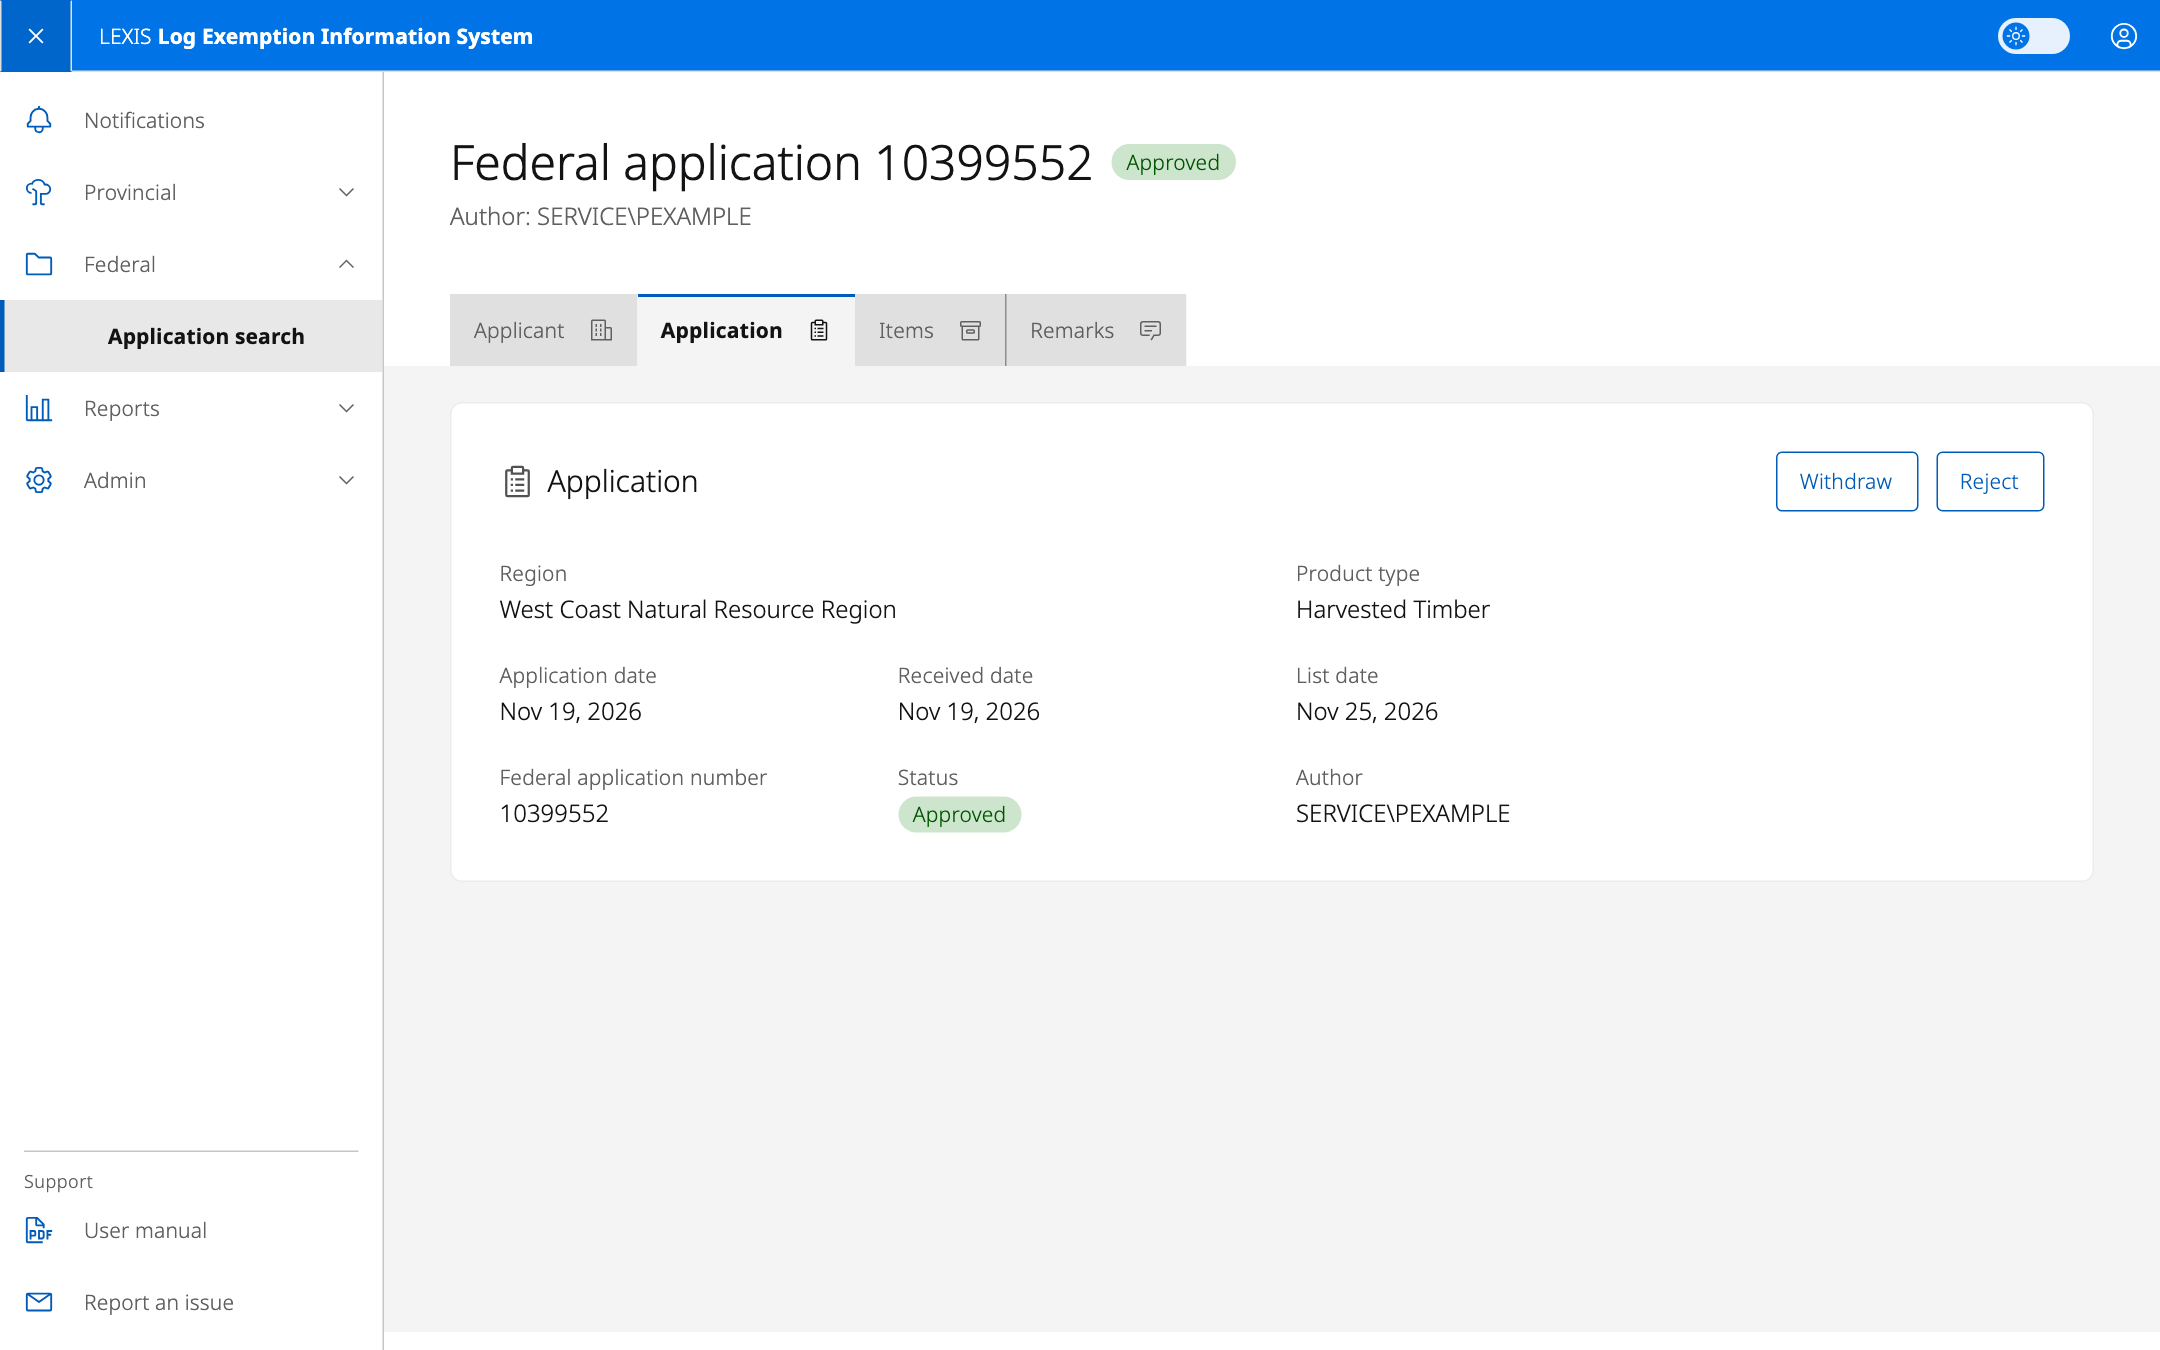 LEXIS Log Exemption Information System
Notifications
Provincial
Federal
Application search
Reports
Admin
Support
User manual
Report an issue
Federal application 10399552 Approved
Author: SERVICE\PEXAMPLE
Applicant Application Items Remarks
Application Withdraw Reject
Region Product type
West Coast Natural Resource Region Harvested Timber
Application date Received date List date
Nov 19, 2026 Nov 19, 2026 Nov 25, 2026
Federal application number Status Author
10399552 Approved SERVICE\PEXAMPLE
PDF